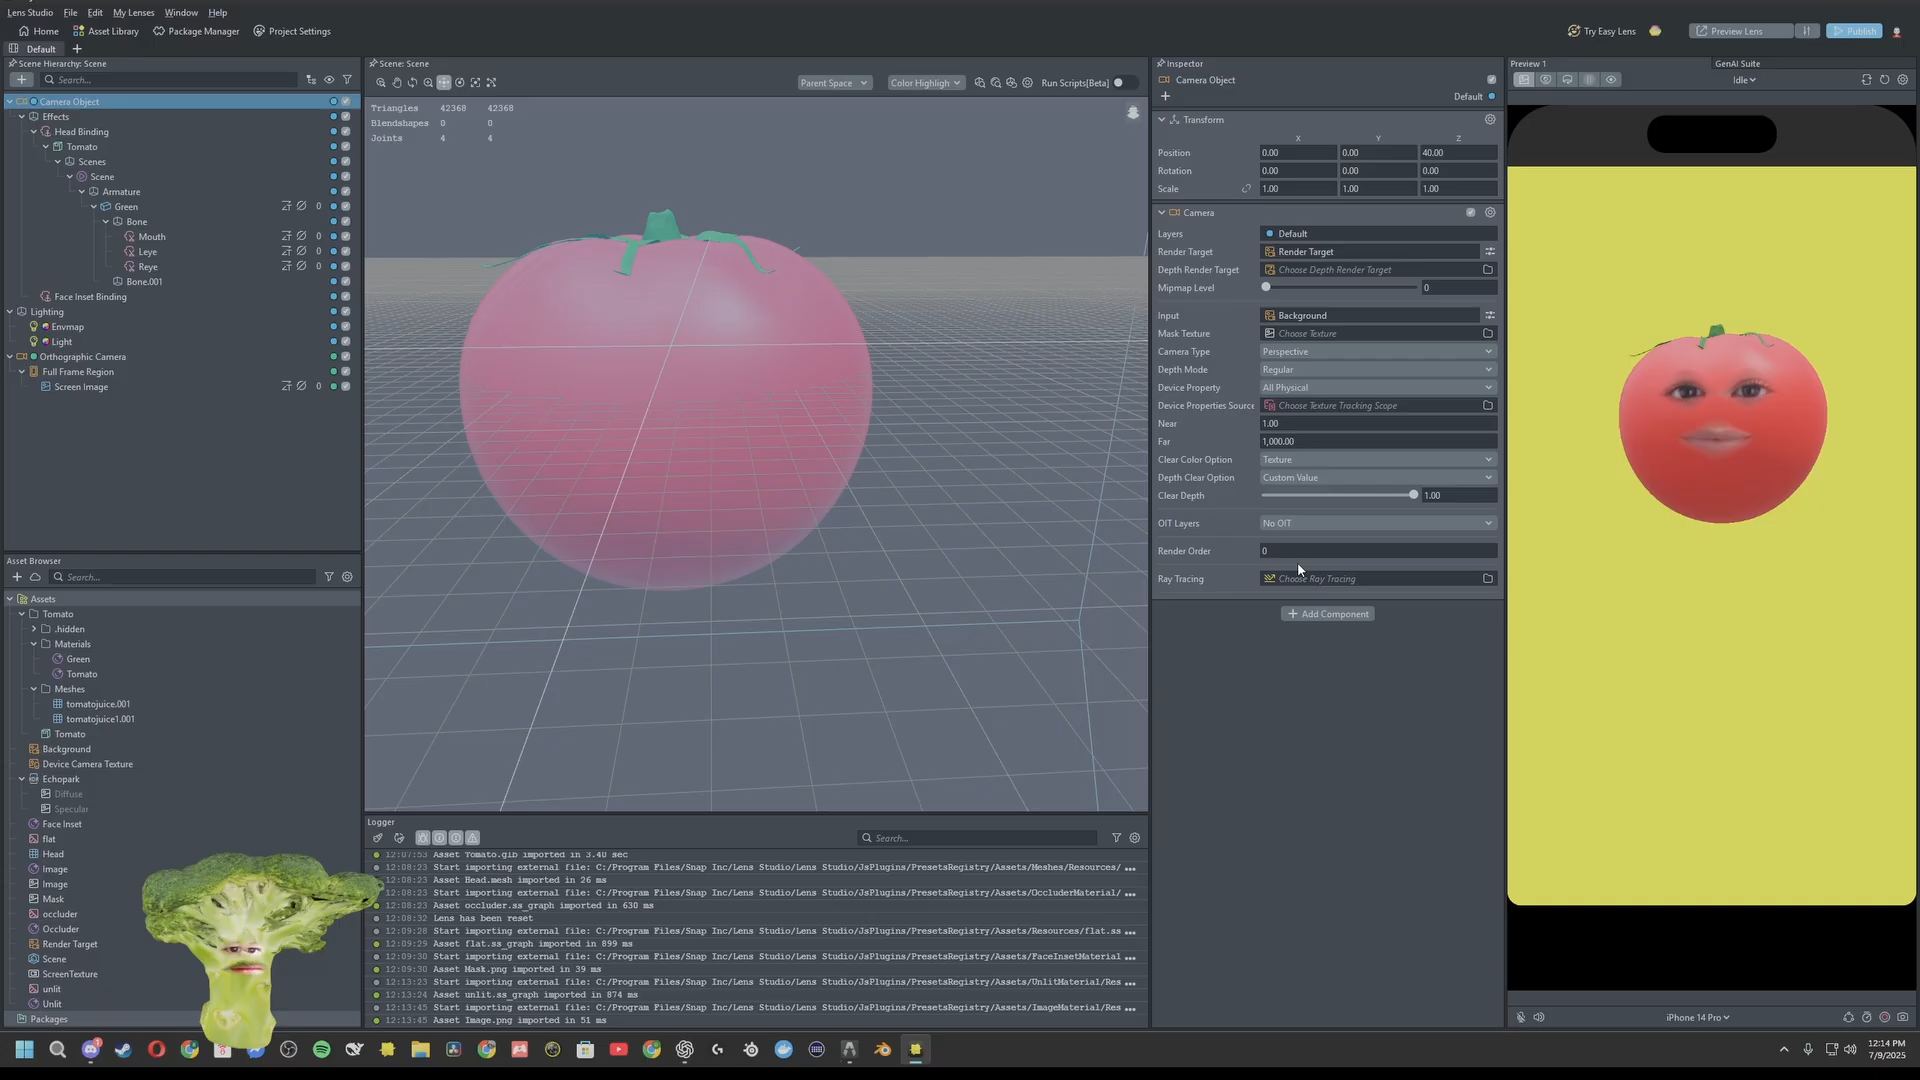 Lens Studio File Edit My Lenses Window Help
Home Asset Library Package Manager Project Settings
Try Easy Lens Preview Lens Publish
Default
Scene Hierarchy: Scene
Search...
Camera Object
Effects
Head Binding
Tomato
Scenes
Scene
Armature
Green 0
Bone
Mouth 0
Leye 0
Reye 0
Bone.001
Face Inset Binding
Lighting
Envmap
Light
Orthographic Camera
Full Frame Region
Screen Image 0
Asset Browser
Search...
Assets
Tomato
.hidden
Materials
Green
Tomato
Meshes
tomatojuice.001
tomatojuice1.001
Tomato
Background
Device Camera Texture
Echopark
Diffuse
Specular
Face Inset
flat
Head
Image
Image
Mask
occluder
Occluder
Render Target
Scene
ScreenTexture
unlit
Unlit
Packages
Scene: Scene
Parent Space Color Highligh Run Scripts[Beta]
Triangles 42368 42368
Blendshapes 0 0
Joints 4 4
Logger
Search...
12:07:53 Asset Tomato.glb imported in 3.40 sec
12:08:23 Start importing external file: C:/Program Files/Snap Inc/Lens Studio/Lens Studio/JsPlugins/PresetsRegistry/Assets/Meshes/Resources/ ...
12:08:23 Asset Head.mesh imported in 26 ms
12:08:23 Start importing external file: C:/Program Files/Snap Inc/Lens Studio/Lens Studio/JsPlugins/PresetsRegistry/Assets/OccluderMaterial/ ...
12:08:23 Asset occluder.ss_graph imported in 630 ms
12:08:32 Lens has been reset
12:09:28 Start importing external file: C:/Program Files/Snap Inc/Lens Studio/Lens Studio/JsPlugins/PresetsRegistry/Assets/Resources/flat.ss ...
12:09:29 Asset flat.ss_graph imported in 899 ms
12:09:30 Start importing external file: C:/Program Files/Snap Inc/Lens Studio/Lens Studio/JsPlugins/PresetsRegistry/Assets/FaceInsetMaterial ...
12:09:30 Asset Mask.png imported in 39 ms
12:13:23 Start importing external file: C:/Program Files/Snap Inc/Lens Studio/Lens Studio/JsPlugins/PresetsRegistry/Assets/UnlitMaterial/Res ...
12:13:24 Asset unlit.ss_graph imported in 874 ms
12:13:45 Start importing external file: C:/Program Files/Snap Inc/Lens Studio/Lens Studio/JsPlugins/PresetsRegistry/Assets/ImageMaterial/Res ...
12:13:45 Asset Image.png imported in 51 ms
Inspector
Camera Object
Default
Transform
X Y Z
Position 0.00 0.00 40.00
Rotation 0.00 0.00 0.00
Scale 1.00 1.00 1.00
Camera
Layers Default
Render Target Render Target
Depth Render Target Choose Depth Render Target
Mipmap Level 0
Input Background
Mask Texture Choose Texture
Camera Type Perspective
Depth Mode Regular
Device Property All Physical
Device Properties Source Choose Texture Tracking Scope
Near 1.00
Far 1,000.00
Clear Color Option Texture
Depth Clear Option Custom Value
Clear Depth 1.00
OIT Layers No OIT
Render Order 0
Ray Tracing Choose Ray Tracing
+ Add Component
Preview 1 GenAI Suite
Idle
iPhone 14 Pro
12:14 PM
7/9/2025